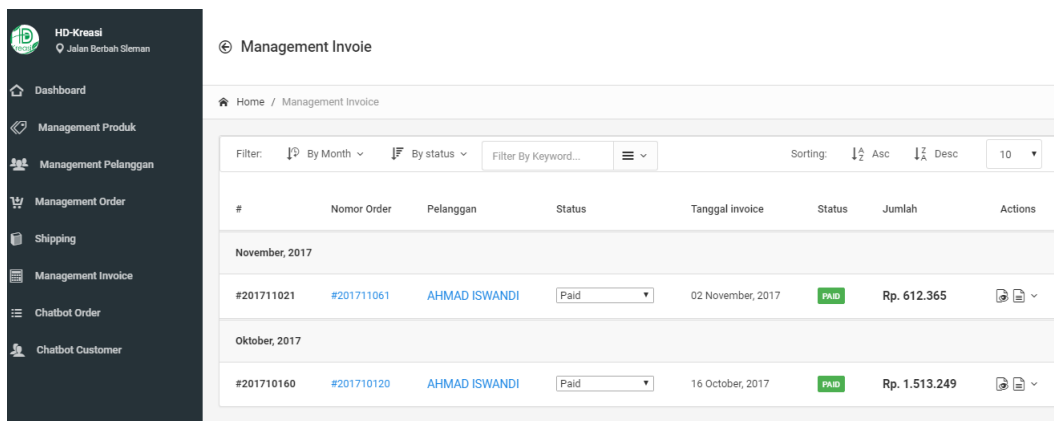 HD-Kreasi
Jalan Berbah Sleman
Dashboard
Management Produk
Management Pelanggan
Management Order
Shipping
Management Invoice
Chatbot Order
Chatbot Customer
Management Invoie
Home / Management Invoice
Filter: By Month By status Filter By Keyword... Sorting: Asc Desc 10
# Nomor Order Pelanggan Status Tanggal invoice Status Jumlah Actions
November, 2017
#201711021 #201711061 AHMAD ISWANDI Paid 02 November, 2017 PAID Rp. 612.365
Oktober, 2017
#201710160 #201710120 AHMAD ISWANDI Paid 16 October, 2017 PAID Rp. 1.513.249